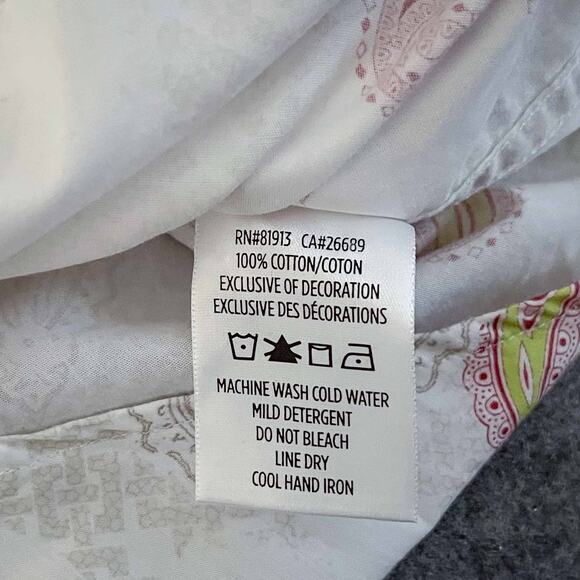 RN#81913 CA#26689
100% COTTON/COTON
EXCLUSIVE OF DECORATION
EXCLUSIVE DES DÉCORATIONS
MACHINE WASH COLD WATER
MILD DETERGENT
DO NOT BLEACH
LINE DRY
COOL HAND IRON